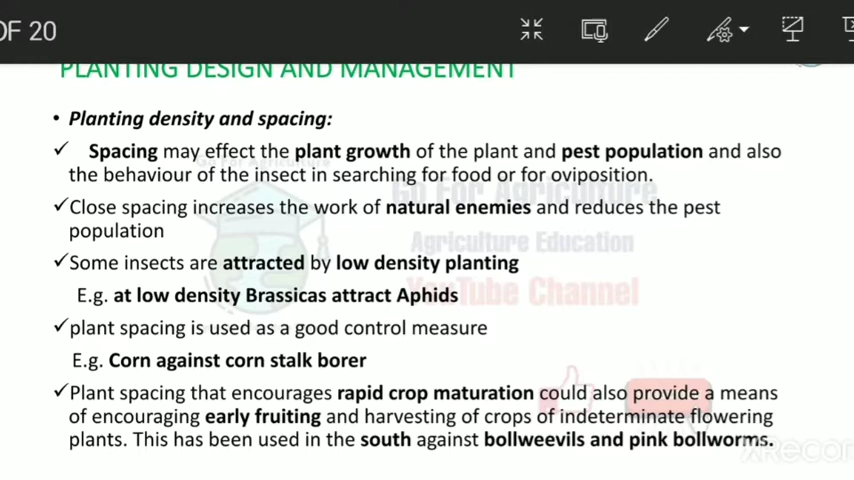 OF 20
PLANTING DESIGN AND MANAGEMENT
• Planting density and spacing:
✓ Spacing may effect the plant growth of the plant and pest population and also
the behaviour of the insect in searching for food or for oviposition.
✓Close spacing increases the work of natural enemies and reduces the pest
population
✓Some insects are attracted by low density planting
E.g. at low density Brassicas attract Aphids
✓plant spacing is used as a good control measure
E.g. Corn against corn stalk borer
✓Plant spacing that encourages rapid crop maturation could also provide a means
of encouraging early fruiting and harvesting of crops of indeterminate flowering
plants. This has been used in the south against bollweevils and pink bollworms.
Go For Agriculture
Go For Agriculture
Agriculture Education
YouTube Channel
XRecor